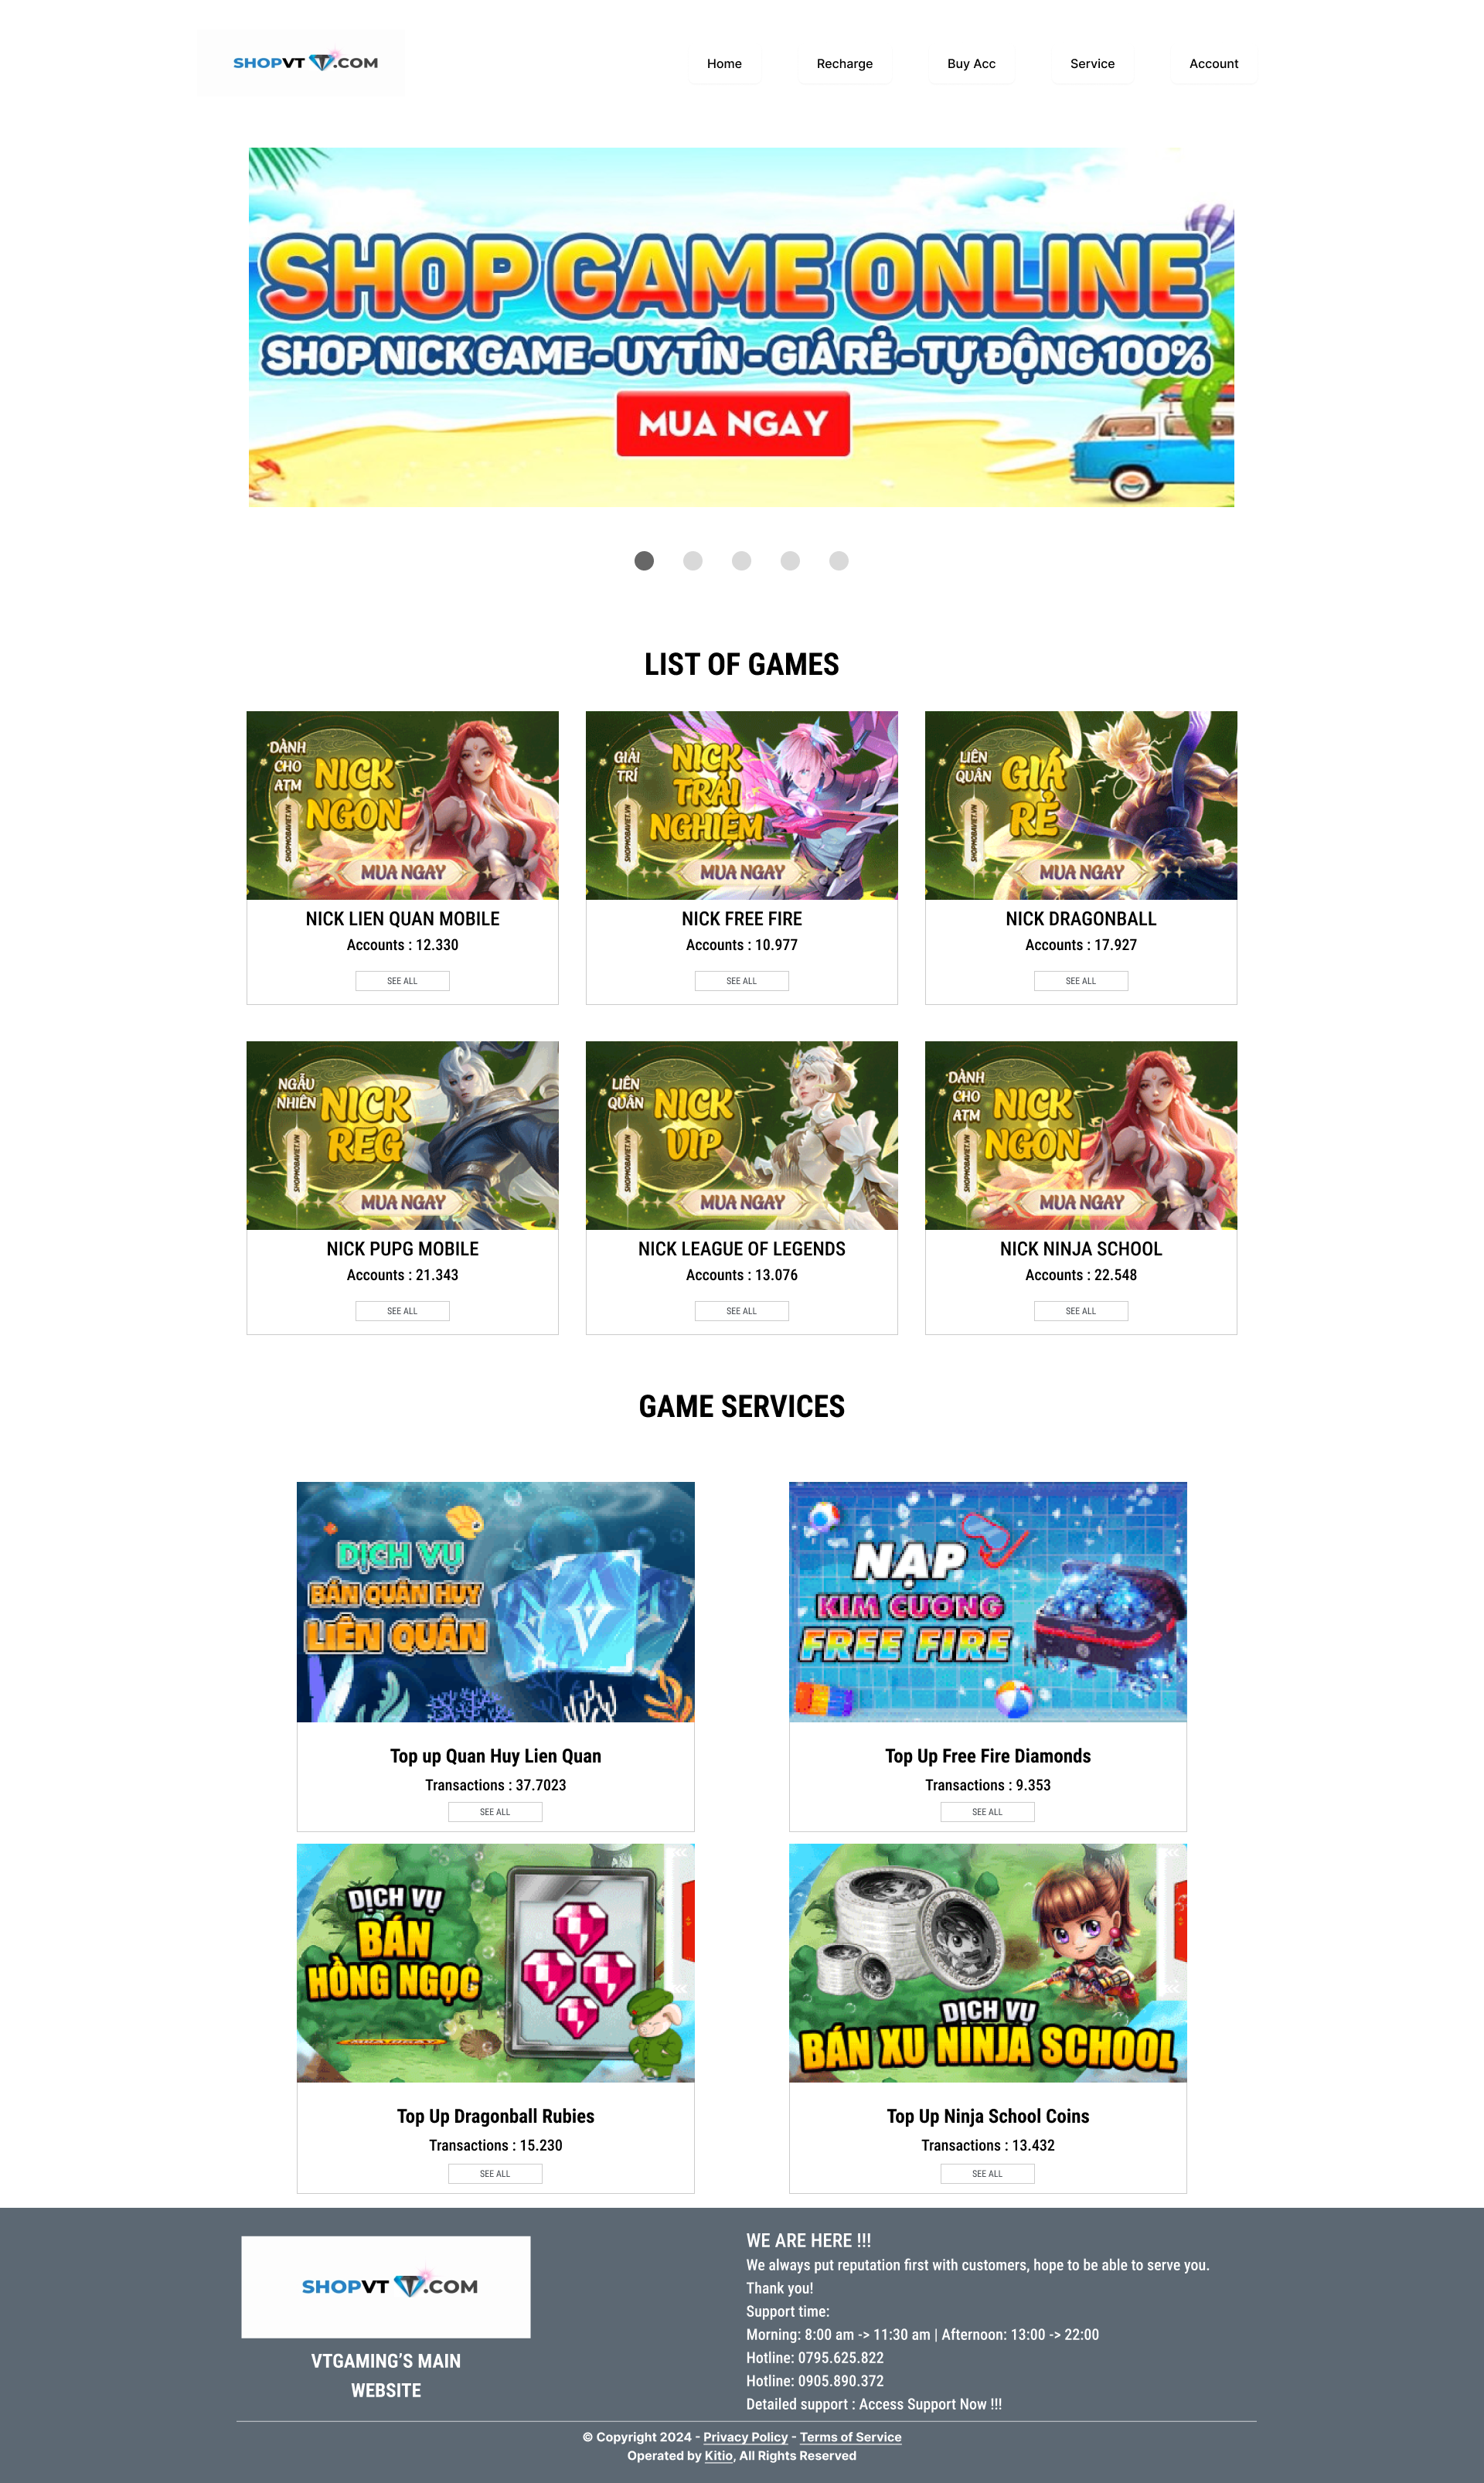 SHOPVT .COM
Home
Recharge
Buy Acc
Service
Account
SHOP GAME ONLINE
SHOP NICK GAME - UY TÍN - GIÁ RẺ - TỰ ĐỘNG 100%
MUA NGAY
LIST OF GAMES
DÀNH
CHO
ATM
NICK
NGON
SHOPMOBAVIET.VN
MUA NGAY
NICK LIEN QUAN MOBILE
Accounts : 12.330
SEE ALL
GIẢI
TRÍ
NICK
TRẢI
NGHIỆM
SHOPMOBAVIET.VN
MUA NGAY
NICK FREE FIRE
Accounts : 10.977
SEE ALL
LIÊN
QUÂN
GIÁ
RẺ
SHOPMOBAVIET.VN
MUA NGAY
NICK DRAGONBALL
Accounts : 17.927
SEE ALL
NGẪU
NHIÊN
NICK
REG
SHOPMOBAVIET.VN
MUA NGAY
NICK PUPG MOBILE
Accounts : 21.343
SEE ALL
LIÊN
QUÂN
NICK
VIP
SHOPMOBAVIET.VN
MUA NGAY
NICK LEAGUE OF LEGENDS
Accounts : 13.076
SEE ALL
DÀNH
CHO
ATM
NICK
NGON
SHOPMOBAVIET.VN
MUA NGAY
NICK NINJA SCHOOL
Accounts : 22.548
SEE ALL
GAME SERVICES
DỊCH VỤ
BÁN QUÂN HUY
LIÊN QUÂN
Top up Quan Huy Lien Quan
Transactions : 37.7023
SEE ALL
NẠP
KIM CƯƠNG
FREE FIRE
Top Up Free Fire Diamonds
Transactions : 9.353
SEE ALL
DỊCH VỤ
BÁN
HỒNG NGỌC
Top Up Dragonball Rubies
Transactions : 15.230
SEE ALL
DỊCH VỤ
BÁN XU NINJA SCHOOL
Top Up Ninja School Coins
Transactions : 13.432
SEE ALL
SHOPVT .COM
VTGAMING’S MAIN
WEBSITE
WE ARE HERE !!!
We always put reputation first with customers, hope to be able to serve you.
Thank you!
Support time:
Morning: 8:00 am -> 11:30 am | Afternoon: 13:00 -> 22:00
Hotline: 0795.625.822
Hotline: 0905.890.372
Detailed support : Access Support Now !!!
© Copyright 2024 - Privacy Policy - Terms of Service
Operated by Kitio, All Rights Reserved